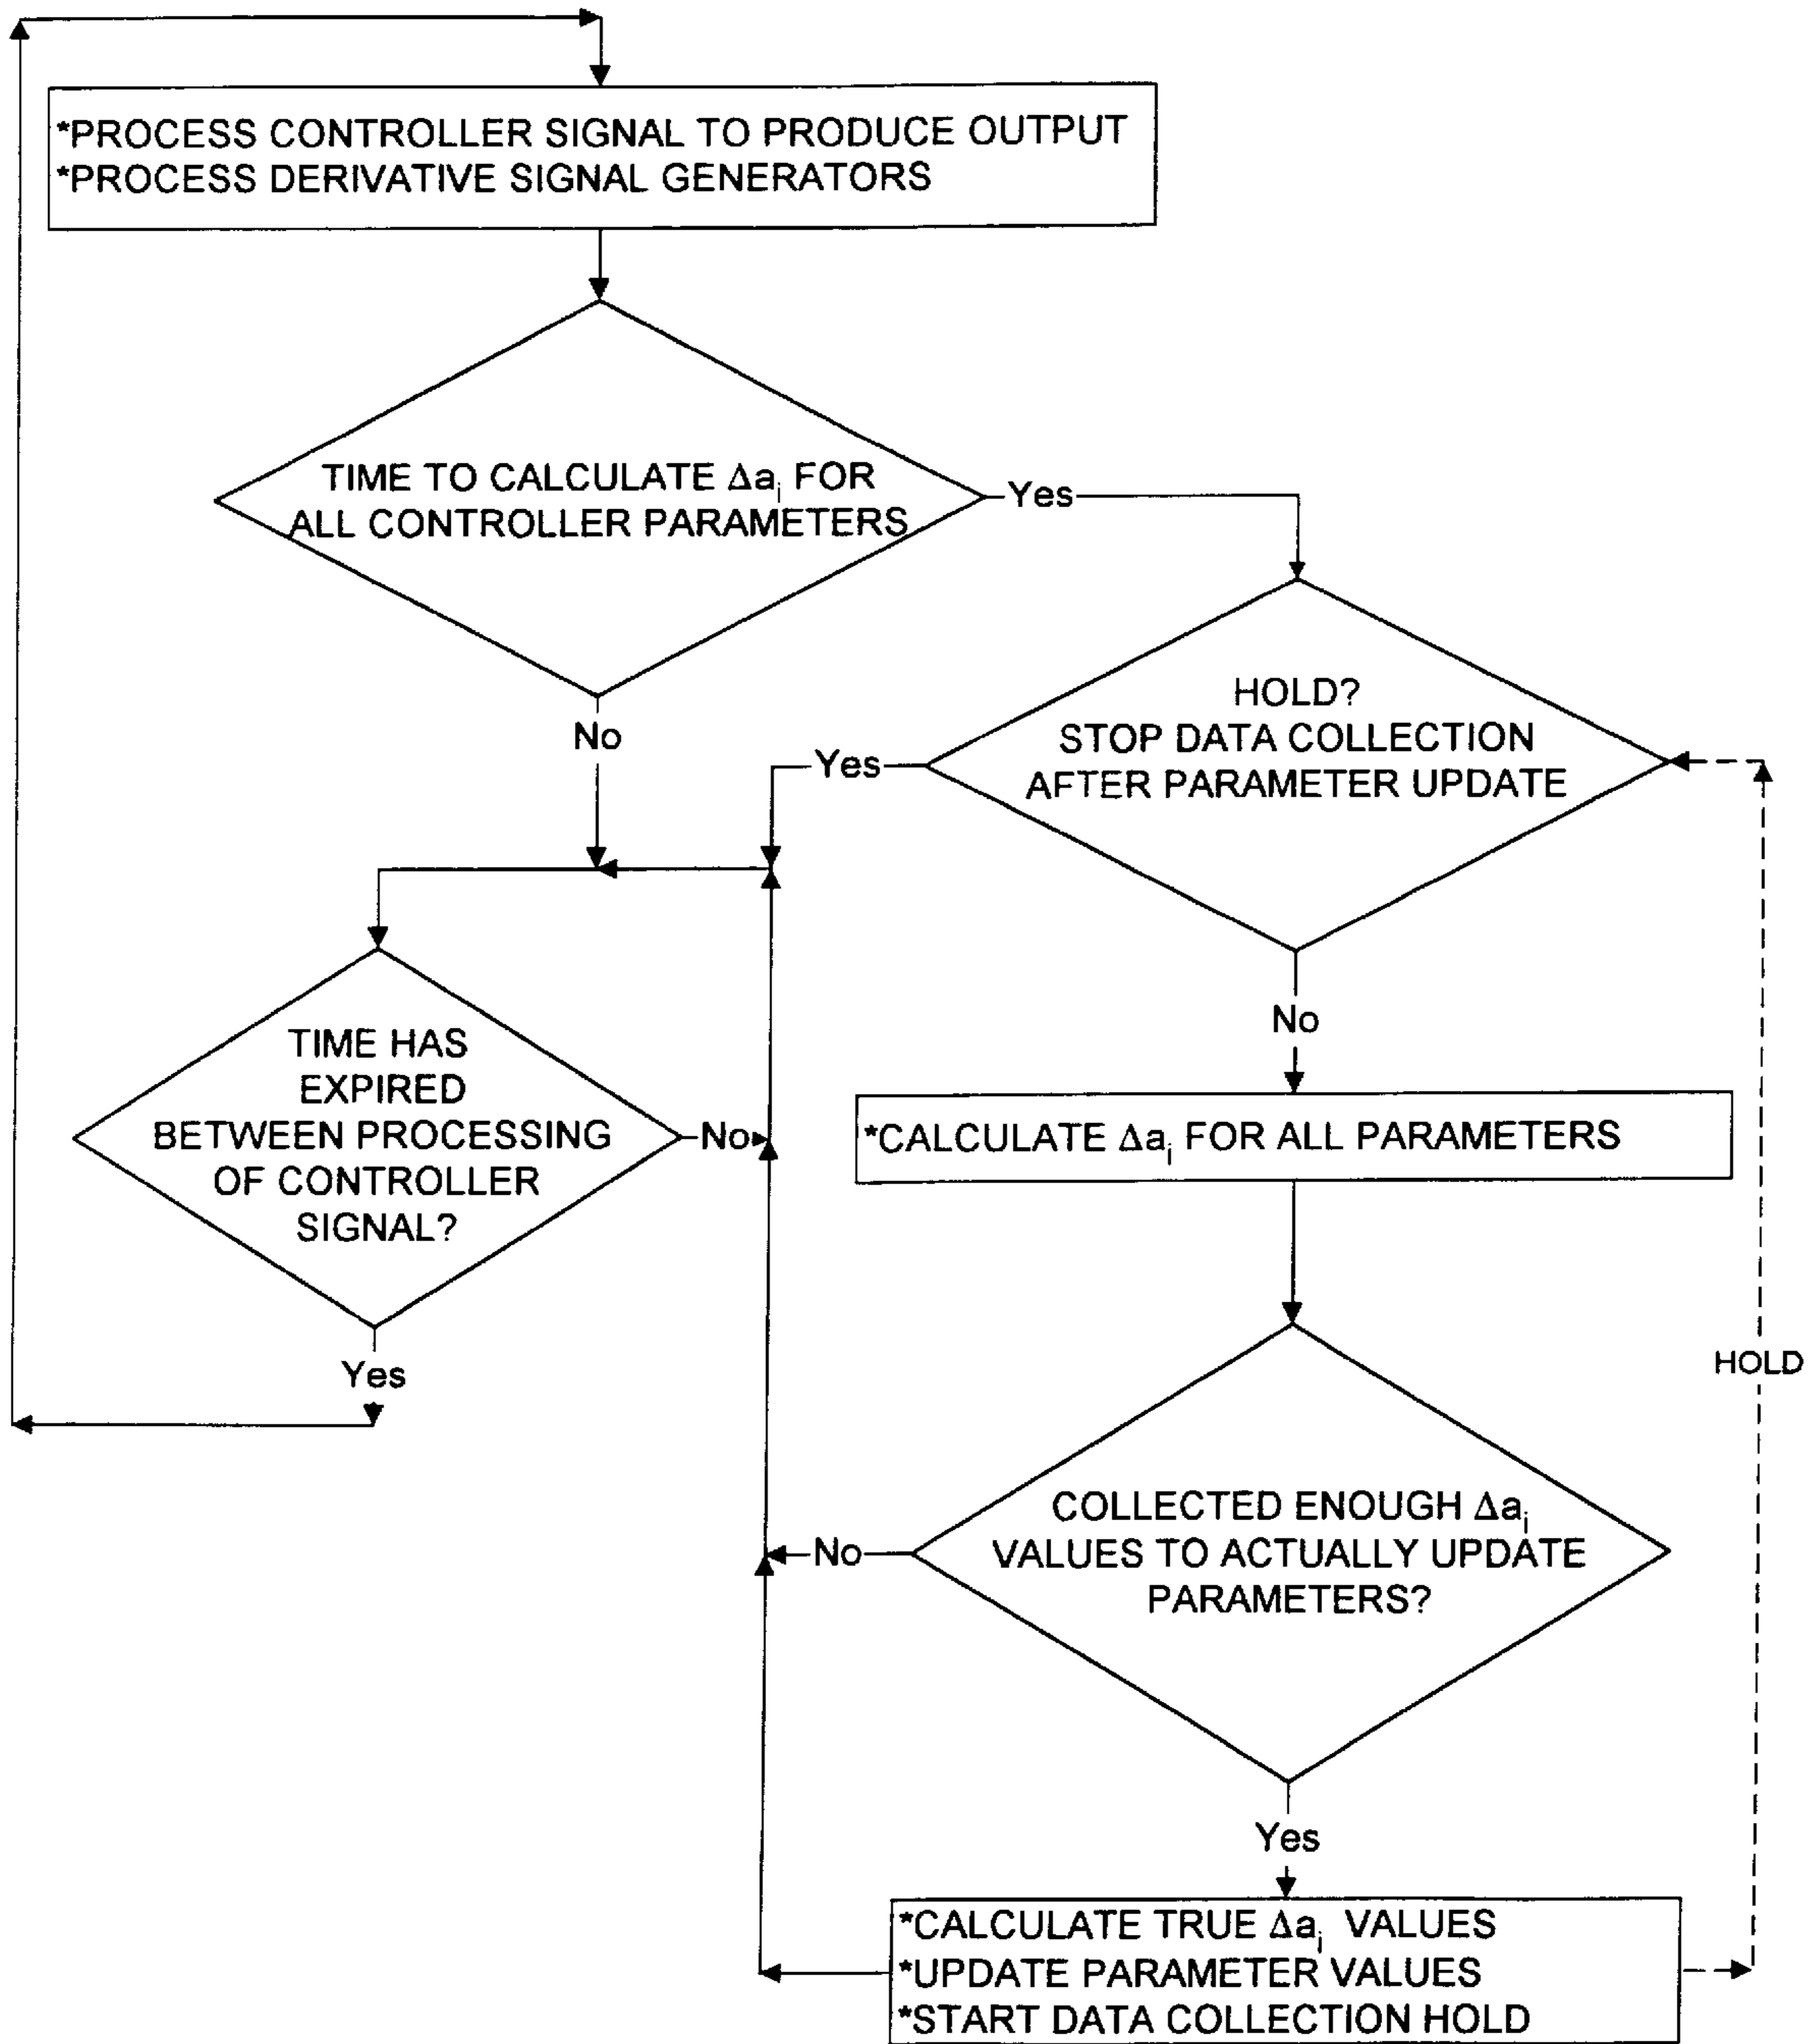 *PROCESS CONTROLLER SIGNAL TO PRODUCE OUTPUT
*PROCESS DERIVATIVE SIGNAL GENERATORS
TIME TO CALCULATE Δaᵢ FOR
ALL CONTROLLER PARAMETERS
Yes
No
HOLD?
STOP DATA COLLECTION
AFTER PARAMETER UPDATE
Yes
No
TIME HAS
EXPIRED
BETWEEN PROCESSING
OF CONTROLLER
SIGNAL?
No
Yes
*CALCULATE Δaᵢ FOR ALL PARAMETERS
HOLD
COLLECTED ENOUGH Δaᵢ
VALUES TO ACTUALLY UPDATE
PARAMETERS?
No
Yes
*CALCULATE TRUE Δaᵢ VALUES
*UPDATE PARAMETER VALUES
*START DATA COLLECTION HOLD